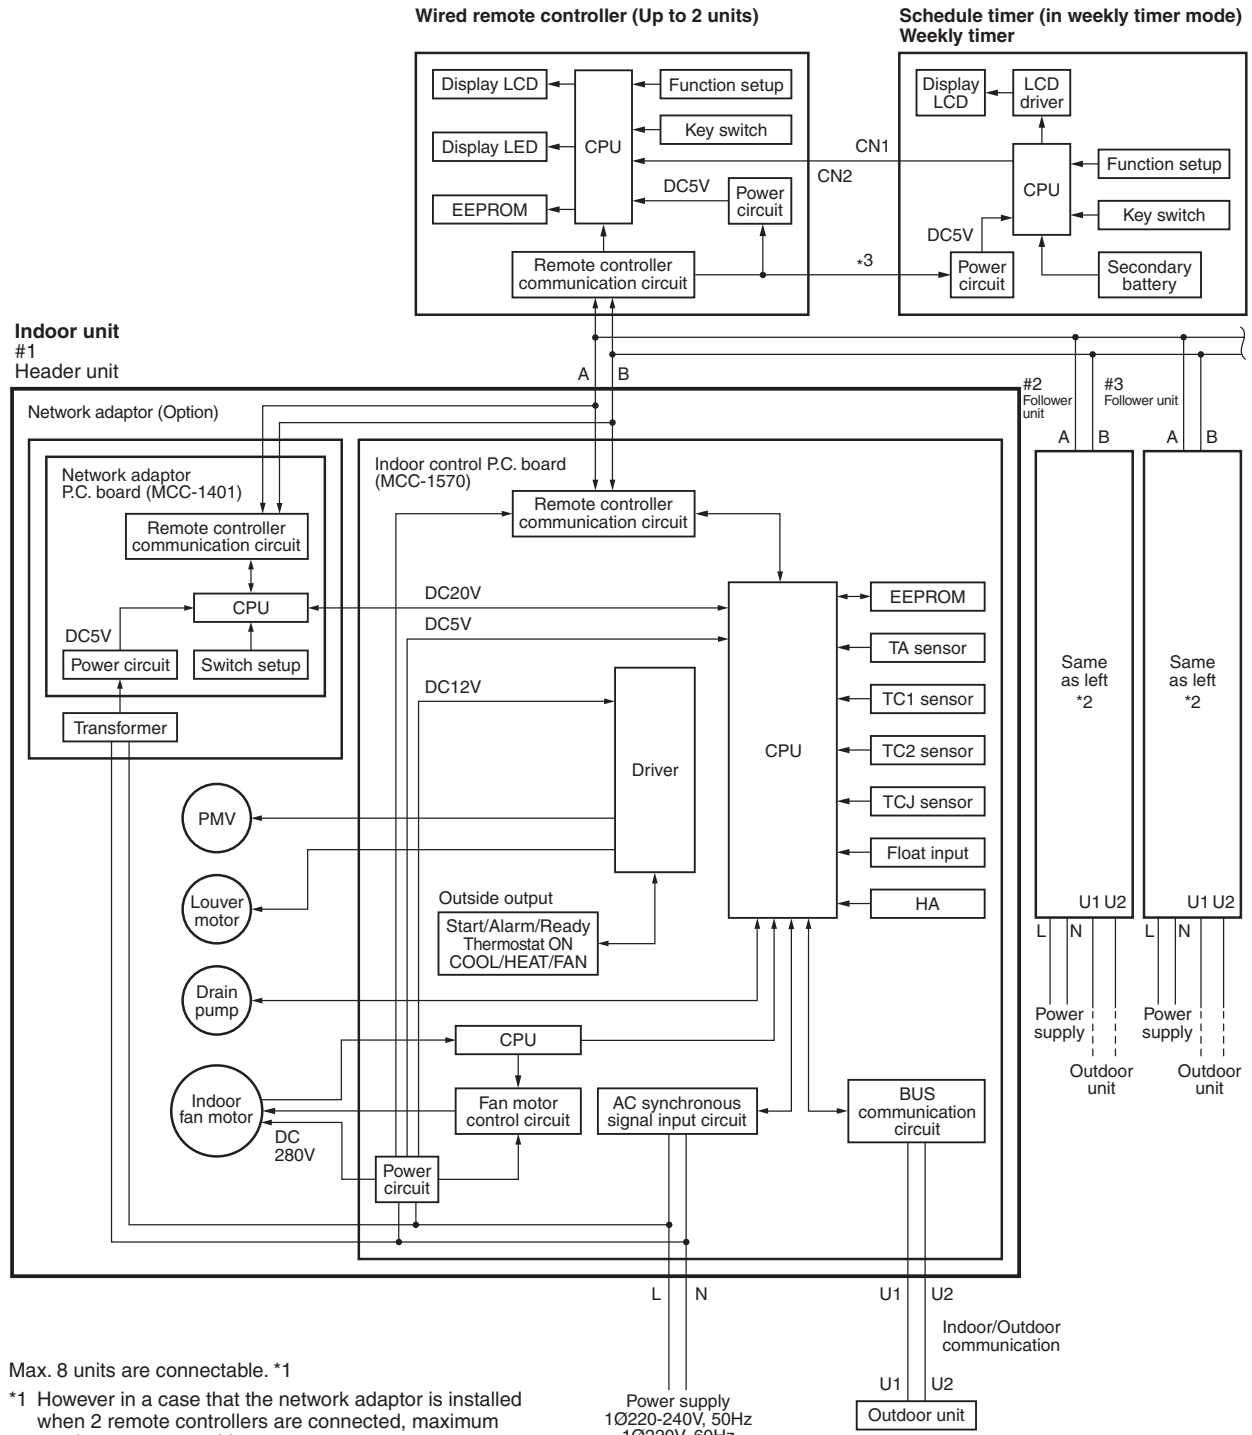 Wired remote controller (Up to 2 units)
Schedule timer (in weekly timer mode)
Weekly timer
Display LCD
Function setup
Key switch
Display LED
CPU
EEPROM
DC5V
Power
circuit
Remote controller
communication circuit
CN1
CN2
*3
Display
LCD
LCD
driver
CPU
Function setup
Key switch
DC5V
Power
circuit
Secondary
battery
Indoor unit
#1
Header unit
A
B
Network adaptor (Option)
Network adaptor
P.C. board (MCC-1401)
Remote controller
communication circuit
CPU
DC5V
Power circuit
Switch setup
Transformer
Indoor control P.C. board
(MCC-1570)
Remote controller
communication circuit
DC20V
DC5V
DC12V
Driver
CPU
EEPROM
TA sensor
TC1 sensor
TC2 sensor
TCJ sensor
Float input
HA
PMV
Louver
motor
Drain
pump
Indoor
fan motor
Outside output
Start/Alarm/Ready
Thermostat ON
COOL/HEAT/FAN
CPU
Fan motor
control circuit
AC synchronous
signal input circuit
BUS
communication
circuit
DC
280V
Power
circuit
#2
Follower
unit
A
B
Same
as left
*2
U1 U2
L
N
Power
supply
Outdoor
unit
#3
Follower unit
A
B
Same
as left
*2
U1 U2
L
N
Power
supply
Outdoor
unit
L
N
U1
U2
Indoor/Outdoor
communication
U1
U2
Outdoor unit
Power supply
1Ø220-240V, 50Hz
1Ø220V, 60Hz
Max. 8 units are connectable. *1
*1 However in a case that the network adaptor is installed
when 2 remote controllers are connected, maximum